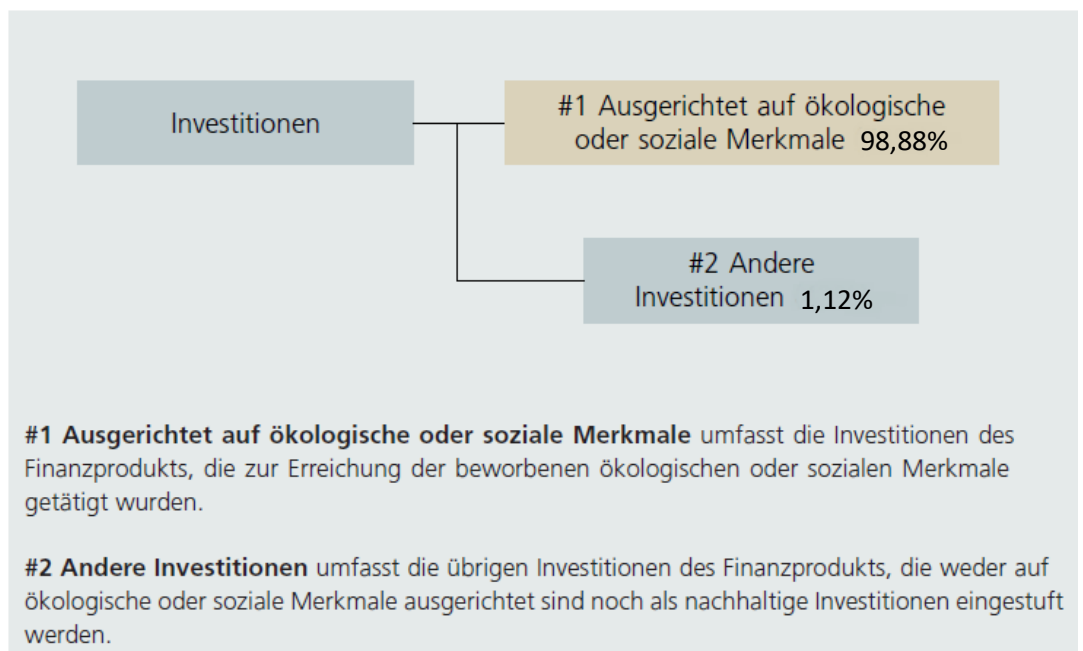 Investitionen
#1 Ausgerichtet auf ökologische
oder soziale Merkmale 98,88%
#2 Andere
Investitionen 1,12%
#1 Ausgerichtet auf ökologische oder soziale Merkmale umfasst die Investitionen des
Finanzprodukts, die zur Erreichung der beworbenen ökologischen oder sozialen Merkmale
getätigt wurden.
#2 Andere Investitionen umfasst die übrigen Investitionen des Finanzprodukts, die weder auf
ökologische oder soziale Merkmale ausgerichtet sind noch als nachhaltige Investitionen eingestuft
werden.